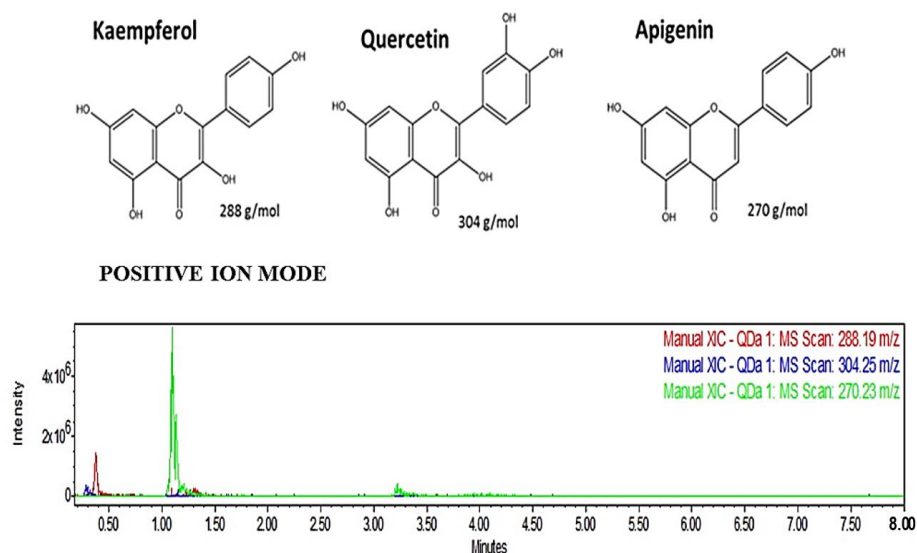 Kaempferol
Quercetin
Apigenin
OH
OH
OH
OH
HO
O
OH
OH
O
288 g/mol
HO
O
OH
OH
O
304 g/mol
HO
O
OH
O
270 g/mol
POSITIVE ION MODE
Manual XIC - QDa 1: MS Scan: 288.19 m/z
Manual XIC - QDa 1: MS Scan: 304.25 m/z
Manual XIC - QDa 1: MS Scan: 270.23 m/z
Intensity
4x10⁶
2x10⁶
0
0.50 1.00 1.50 2.00 2.50 3.00 3.50 4.00 4.50 5.00 5.50 6.00 6.50 7.00 7.50 8.00
Minutes